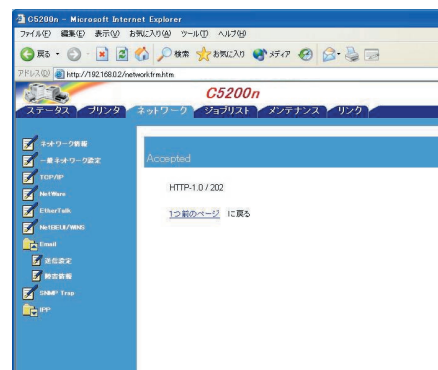 C5200n - Microsoft Internet Explorer
ファイル(F) 編集(E) 表示(V) お気に入り(A) ツール(T) ヘルプ(H)
戻る 検索 お気に入り メディア
アドレス(D) http://192.168.0.2/networkfrm.htm
C5200n
ステータス プリンタ ネットワーク ジョブリスト メンテナンス リンク
ネットワーク情報
一般ネットワーク設定
TCP/IP
NetWare
EtherTalk
NetBEUI/WINS
Email
送信設定
障害情報
SNMP Trap
IPP
Accepted
HTTP-1.0 / 202
1つ前のページ に戻る